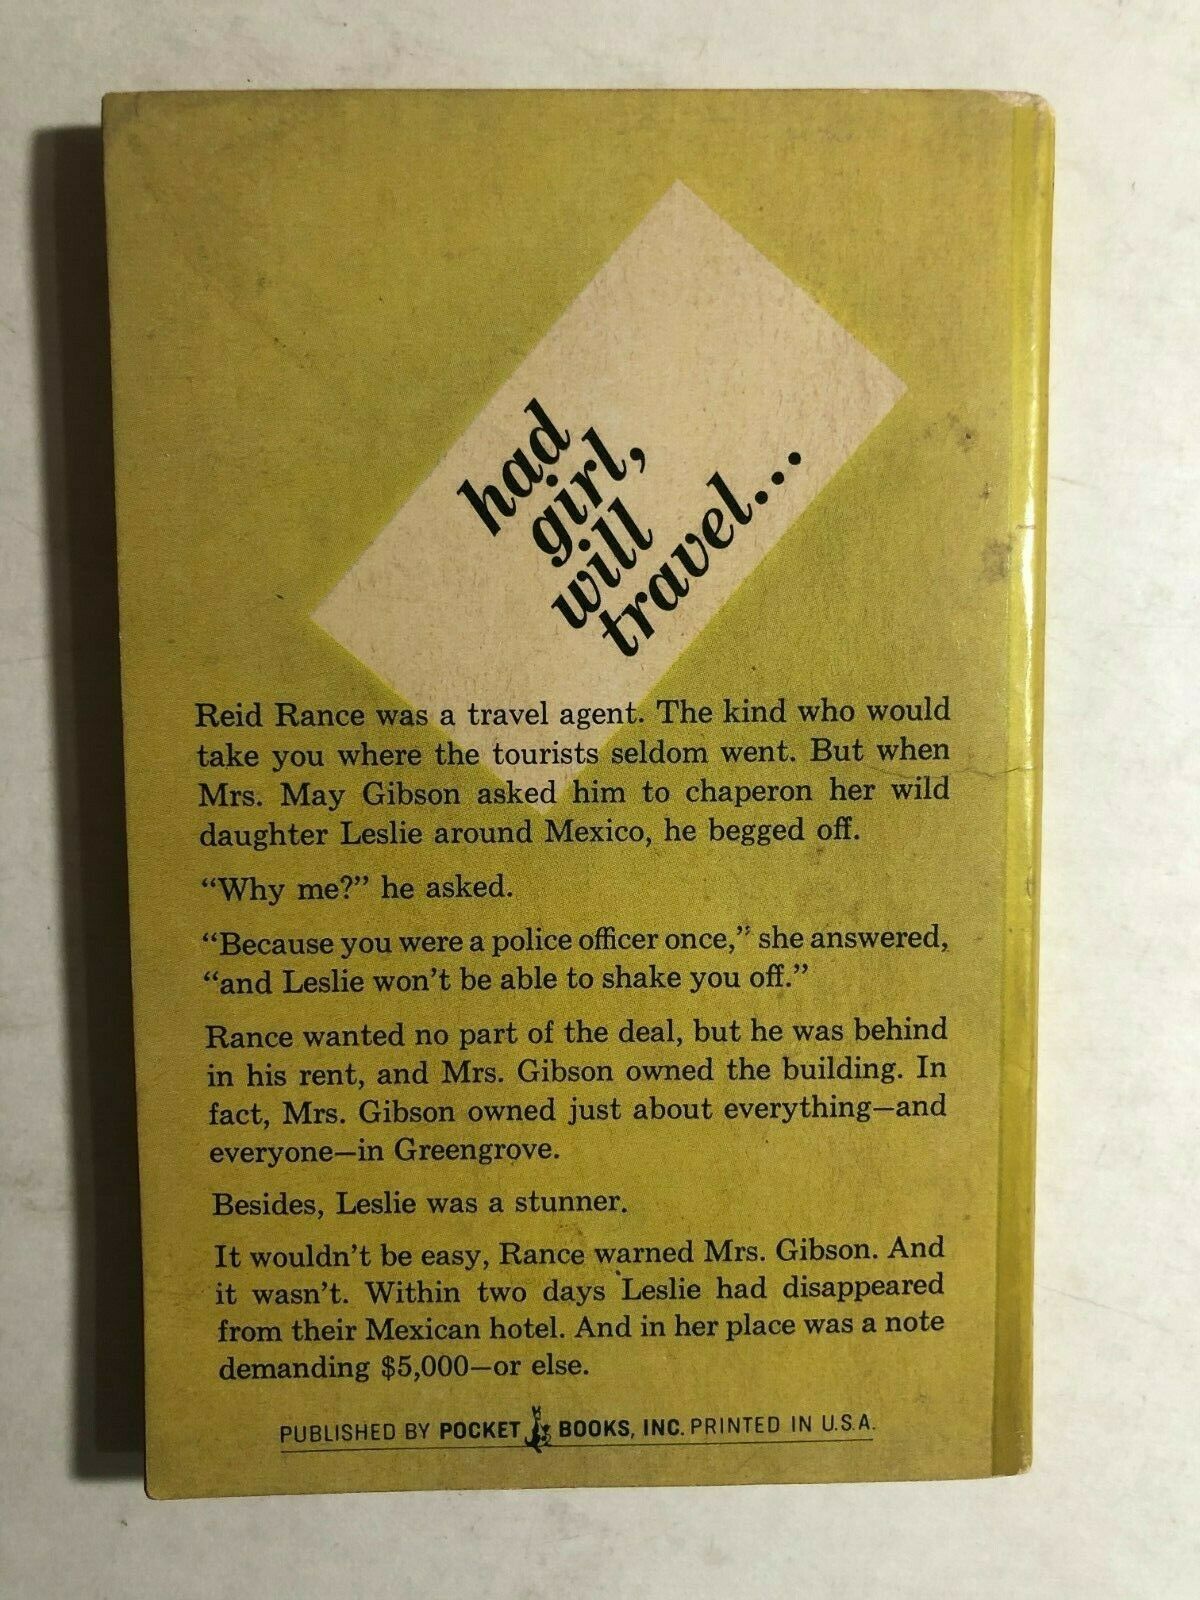 had
girl,
will
travel...
Reid Rance was a travel agent. The kind who would
take you where the tourists seldom went. But when
Mrs. May Gibson asked him to chaperon her wild
daughter Leslie around Mexico, he begged off.
“Why me?” he asked.
“Because you were a police officer once,” she answered,
“and Leslie won’t be able to shake you off.”
Rance wanted no part of the deal, but he was behind
in his rent, and Mrs. Gibson owned the building. In
fact, Mrs. Gibson owned just about everything—and
everyone—in Greengrove.
Besides, Leslie was a stunner.
It wouldn’t be easy, Rance warned Mrs. Gibson. And
it wasn’t. Within two days Leslie had disappeared
from their Mexican hotel. And in her place was a note
demanding $5,000—or else.
PUBLISHED BY POCKET BOOKS, INC. PRINTED IN U.S.A.